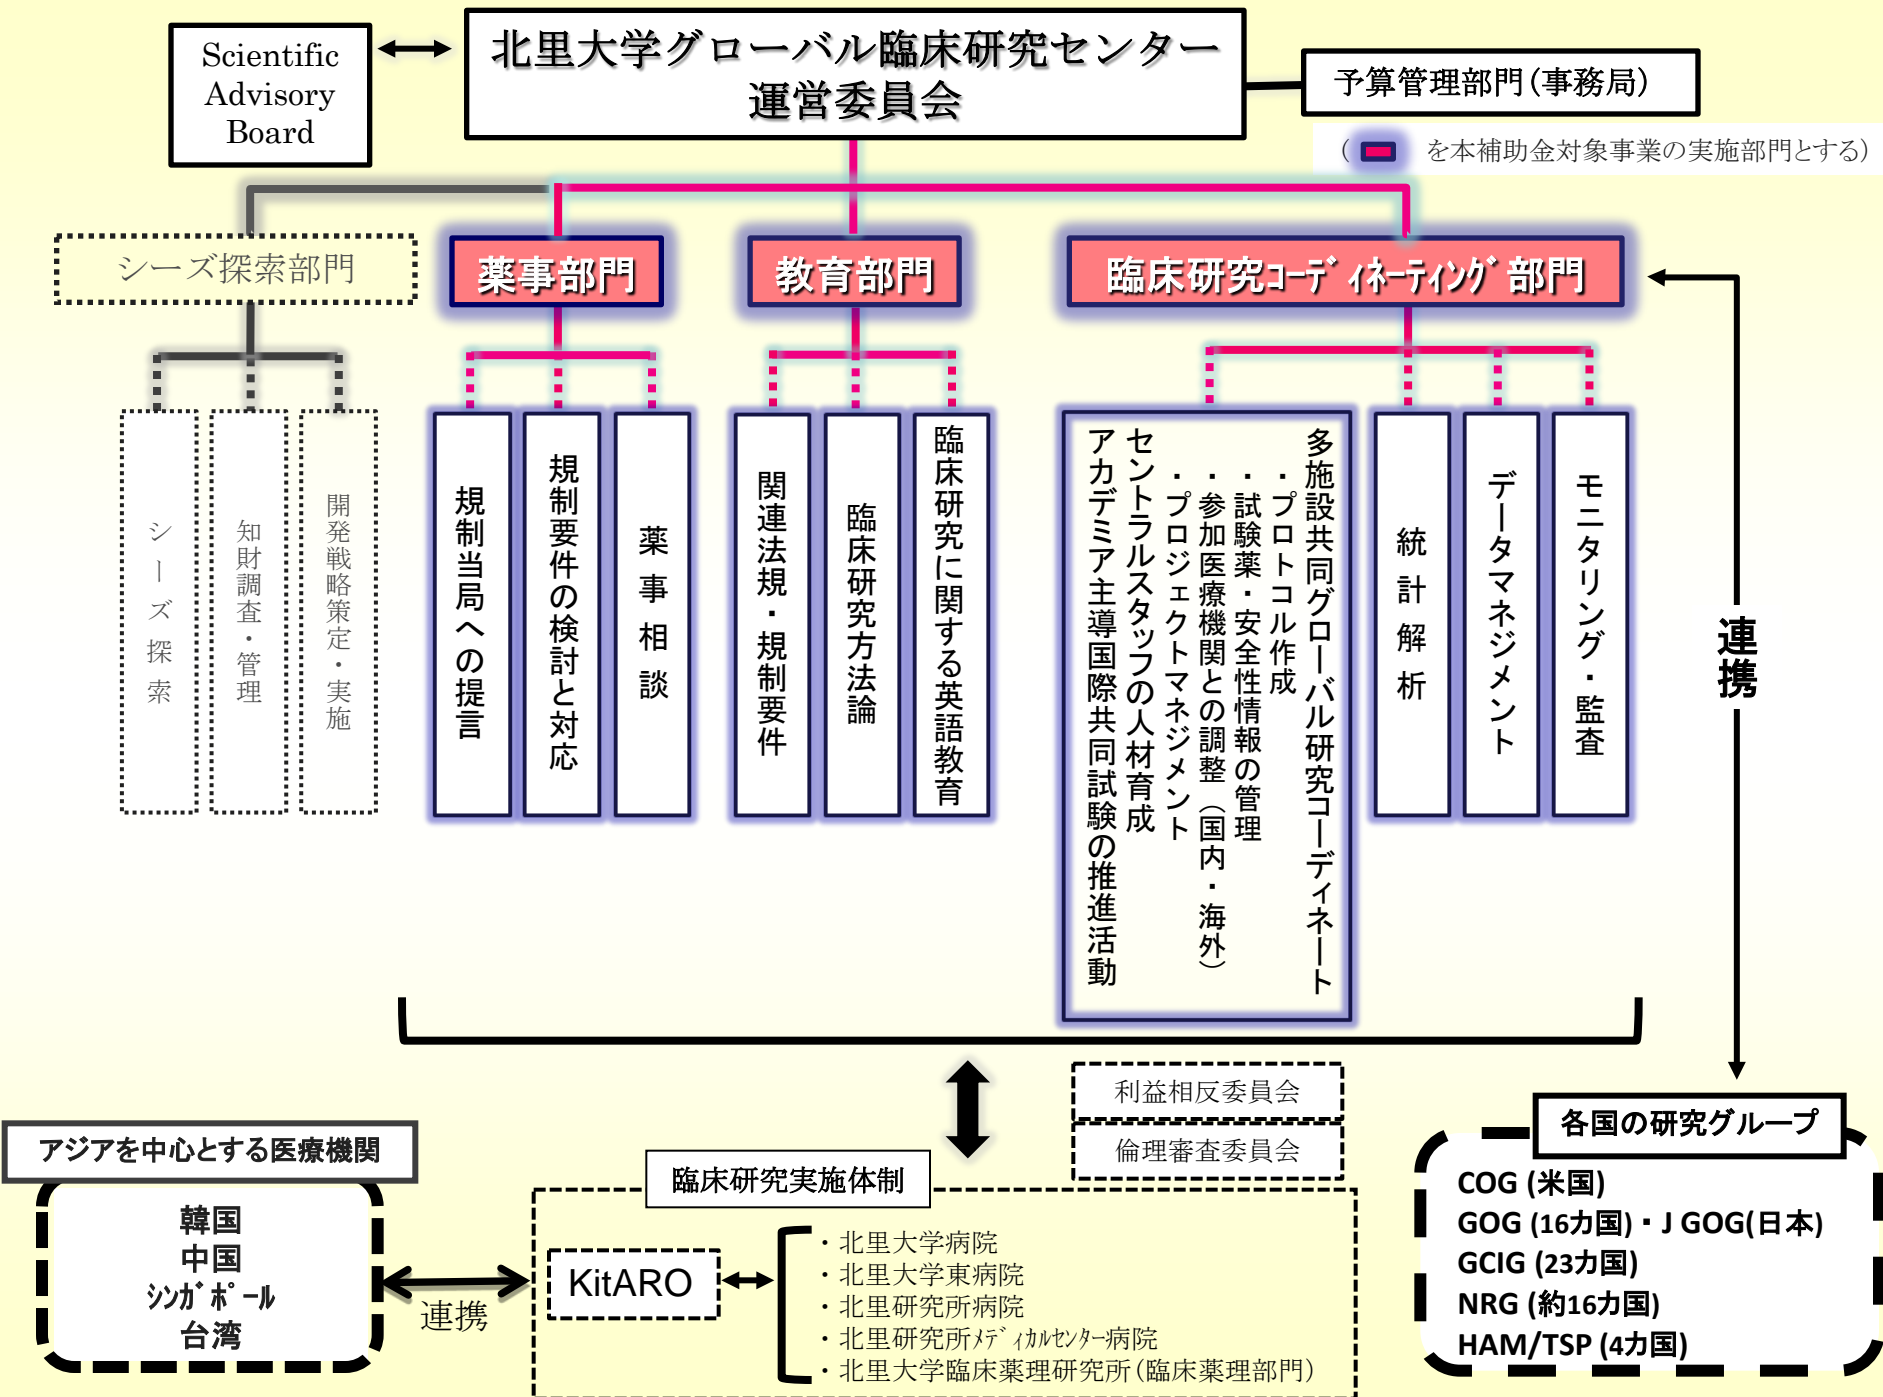 Scientific
Advisory
Board
北里大学グローバル臨床研究センター
運営委員会
予算管理部門(事務局)
( を本補助金対象事業の実施部門とする)
シーズ探索部門
薬事部門
教育部門
臨床研究ｺｰﾃﾞｨﾈｰﾃｨﾝｸﾞ部門
シーズ探索
知財調査・管理
開発戦略策定・実施
規制当局への提言
規制要件の検討と対応
薬事相談
関連法規・規制要件
臨床研究方法論
臨床研究に関する英語教育
多施設共同グローバル研究コーディネート
・プロトコル作成
・試験薬・安全性情報の管理
・参加医療機関との調整（国内・海外）
・プロジェクトマネジメント
セントラルスタッフの人材育成
アカデミア主導国際共同試験の推進活動
統計解析
データマネジメント
モニタリング・監査
連携
利益相反委員会
倫理審査委員会
アジアを中心とする医療機関
韓国
中国
ｼﾝｶﾞﾎﾟｰﾙ
台湾
連携
臨床研究実施体制
KitARO
・北里大学病院
・北里大学東病院
・北里研究所病院
・北里研究所ﾒﾃﾞｨｶﾙｾﾝﾀｰ病院
・北里大学臨床薬理研究所(臨床薬理部門)
各国の研究グループ
COG (米国)
GOG (16カ国)・J GOG(日本)
GCIG (23カ国)
NRG (約16カ国)
HAM/TSP (4カ国)